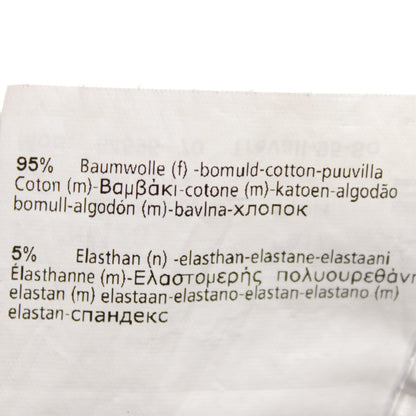 95% Baumwolle (f) -bomuld-cotton-puuvilla
Coton (m)-Βαμβάκι-cotone (m)-katoen-algodão
bomull-algodón (m)-bavlna-хлопок
5% Elasthan (n) -elasthan-elastane-elastaani
Élasthanne (m)-Ελαστομερής πολυουρεθάνη
elastan (m) elastaan-elastano-elastan-elastano (m)
elastan-спандекс